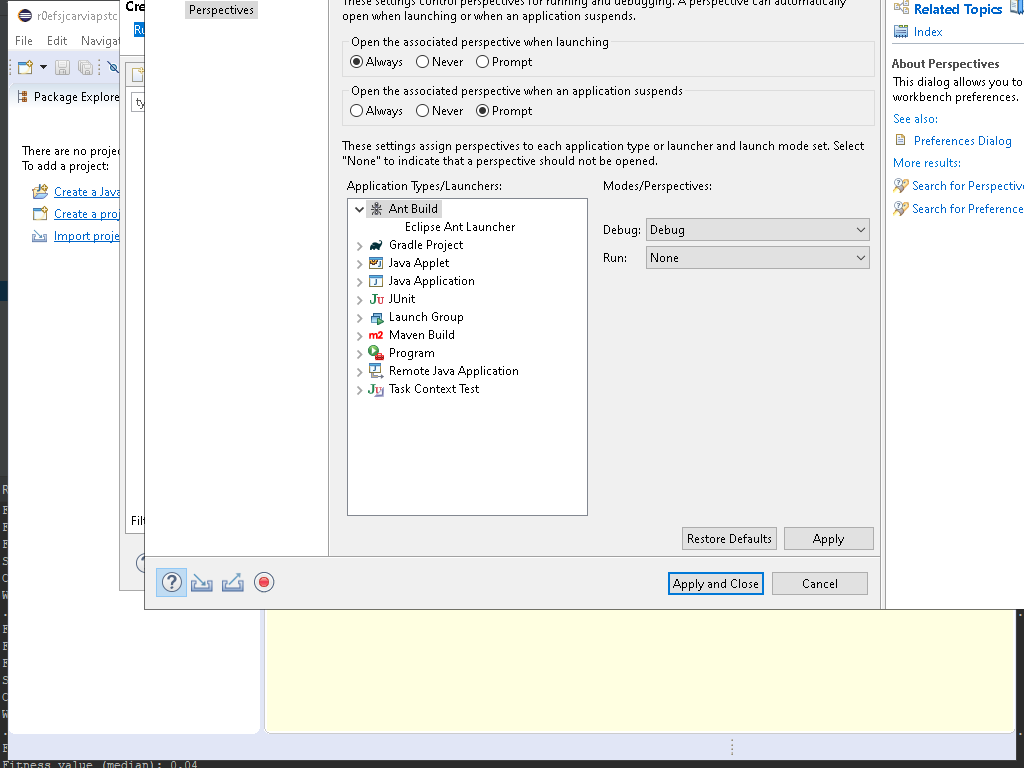 r0efsjcarviapstc
File Edit Navigat
Package Explore
There are no projec
To add a project:
Create a Java
Create a proj
Import proje
Cre
ty
Filt
Perspectives
These settings control perspectives for running and debugging. A perspective can automatically
open when launching or when an application suspends.
Open the associated perspective when launching
Always Never Prompt
Open the associated perspective when an application suspends
Always Never Prompt
These settings assign perspectives to each application type or launcher and launch mode set. Select
"None" to indicate that a perspective should not be opened.
Application Types/Launchers:
Ant Build
Eclipse Ant Launcher
Gradle Project
Java Applet
Java Application
JUnit
Launch Group
Maven Build
Program
Remote Java Application
Task Context Test
Modes/Perspectives:
Debug: Debug
Run: None
Restore Defaults Apply
Apply and Close Cancel
Related Topics
Index
About Perspectives
This dialog allows you to
workbench preferences.
See also:
Preferences Dialog
More results:
Search for Perspective
Search for Preference
Fitness value (median): 0.04